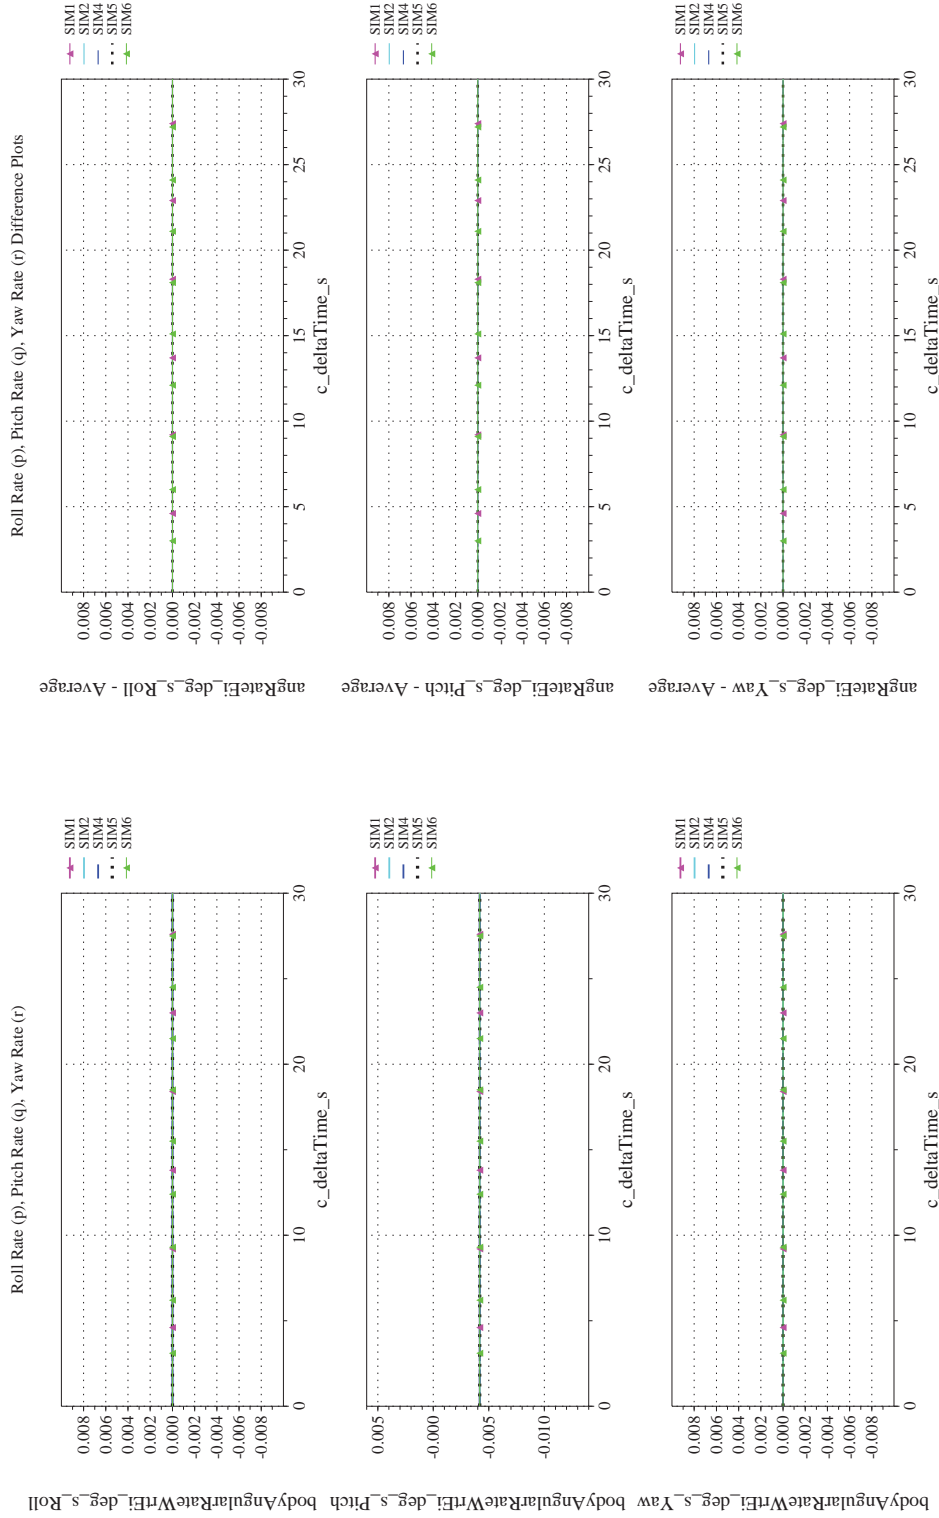 Roll Rate (p), Pitch Rate (q), Yaw Rate (r) Difference Plots
angRateEi_deg_s_Roll - Average
0.008
0.006
0.004
0.002
0.000
-0.002
-0.004
-0.006
-0.008
0
5
10
15
20
25
30
c_deltaTime_s
SIM1
SIM2
SIM4
SIM5
SIM6
angRateEi_deg_s_Pitch - Average
0.008
0.006
0.004
0.002
0.000
-0.002
-0.004
-0.006
-0.008
0
5
10
15
20
25
30
c_deltaTime_s
SIM1
SIM2
SIM4
SIM5
SIM6
angRateEi_deg_s_Yaw - Average
0.008
0.006
0.004
0.002
0.000
-0.002
-0.004
-0.006
-0.008
0
5
10
15
20
25
30
c_deltaTime_s
SIM1
SIM2
SIM4
SIM5
SIM6
Roll Rate (p), Pitch Rate (q), Yaw Rate (r)
bodyAngularRateWrtEi_deg_s_Roll
0.008
0.006
0.004
0.002
0.000
-0.002
-0.004
-0.006
-0.008
0
10
20
30
c_deltaTime_s
SIM1
SIM2
SIM4
SIM5
SIM6
bodyAngularRateWrtEi_deg_s_Pitch
0.005
-0.000
-0.005
-0.010
0
10
20
30
c_deltaTime_s
SIM1
SIM2
SIM4
SIM5
SIM6
bodyAngularRateWrtEi_deg_s_Yaw
0.008
0.006
0.004
0.002
0.000
-0.002
-0.004
-0.006
-0.008
0
10
20
30
c_deltaTime_s
SIM1
SIM2
SIM4
SIM5
SIM6